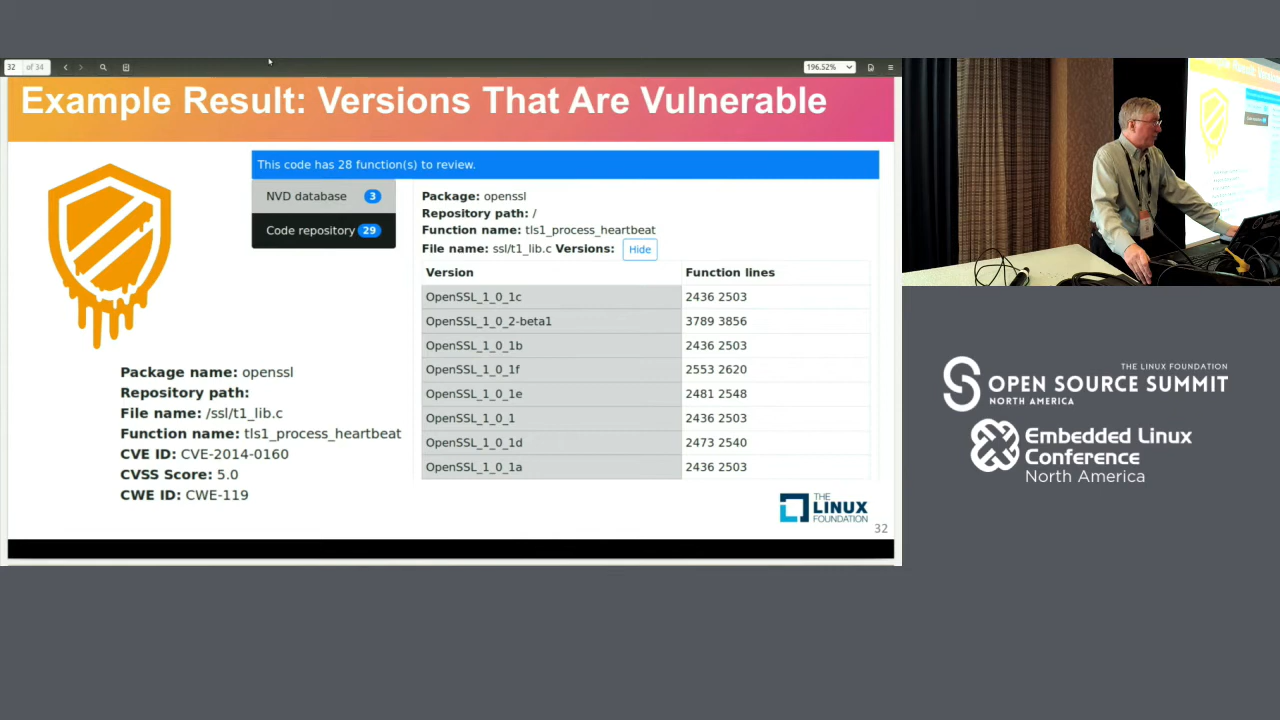 32 of 34
196.52%
Example Result: Versions That Are Vulnerable
This code has 28 function(s) to review.
NVD database 3
Code repository 29
Package: openssl
Repository path: /
Function name: tls1_process_heartbeat
File name: ssl/t1_lib.c Versions: Hide
Version Function lines
OpenSSL_1_0_1c 2436 2503
OpenSSL_1_0_2-beta1 3789 3856
OpenSSL_1_0_1b 2436 2503
OpenSSL_1_0_1f 2553 2620
OpenSSL_1_0_1e 2481 2548
OpenSSL_1_0_1 2436 2503
OpenSSL_1_0_1d 2473 2540
OpenSSL_1_0_1a 2436 2503
Package name: openssl
Repository path:
File name: /ssl/t1_lib.c
Function name: tls1_process_heartbeat
CVE ID: CVE-2014-0160
CVSS Score: 5.0
CWE ID: CWE-119
THE
LINUX
FOUNDATION
32
THE LINUX FOUNDATION
OPEN SOURCE SUMMIT
NORTH AMERICA
Embedded Linux
Conference
North America